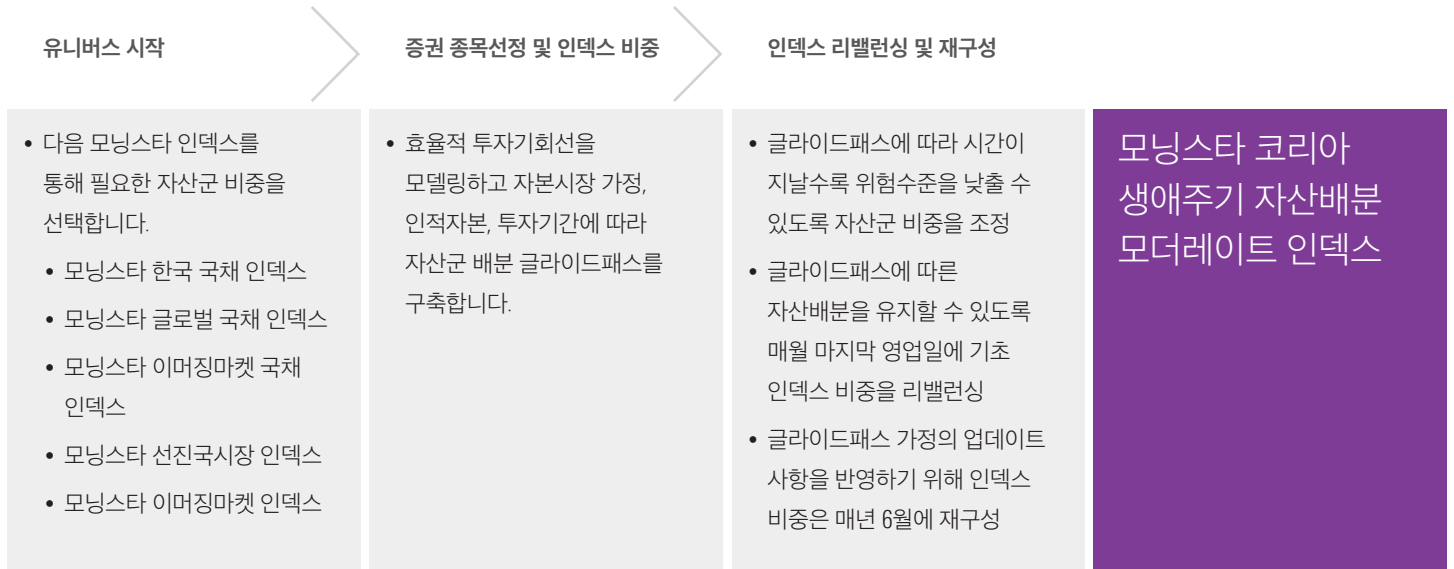 유니버스 시작
증권 종목선정 및 인덱스 비중
인덱스 리밸런싱 및 재구성
• 다음 모닝스타 인덱스를
통해 필요한 자산군 비중을
선택합니다.
• 모닝스타 한국 국채 인덱스
• 모닝스타 글로벌 국채 인덱스
• 모닝스타 이머징마켓 국채
인덱스
• 모닝스타 선진국시장 인덱스
• 모닝스타 이머징마켓 인덱스
• 효율적 투자기회선을
모델링하고 자본시장 가정,
인적자본, 투자기간에 따라
자산군 배분 글라이드패스를
구축합니다.
• 글라이드패스에 따라 시간이
지날수록 위험수준을 낮출 수
있도록 자산군 비중을 조정
• 글라이드패스에 따른
자산배분을 유지할 수 있도록
매월 마지막 영업일에 기초
인덱스 비중을 리밸런싱
• 글라이드패스 가정의 업데이트
사항을 반영하기 위해 인덱스
비중은 매년 6월에 재구성
모닝스타 코리아
생애주기 자산배분
모더레이트 인덱스